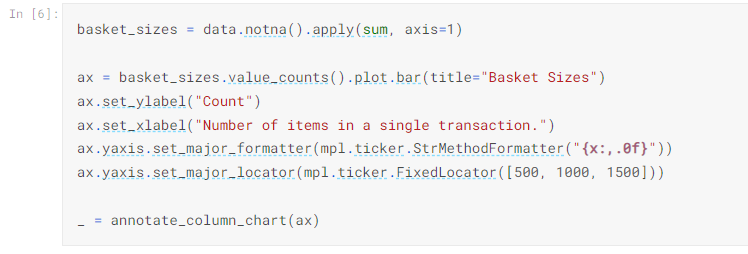 In [6]:
basket_sizes = data.notna().apply(sum, axis=1)
ax = basket_sizes.value_counts().plot.bar(title="Basket Sizes")
ax.set_ylabel("Count")
ax.set_xlabel("Number of items in a single transaction.")
ax.yaxis.set_major_formatter(mpl.ticker.StrMethodFormatter("{x:,.0f}"))
ax.yaxis.set_major_locator(mpl.ticker.FixedLocator([500, 1000, 1500]))
_ = annotate_column_chart(ax)